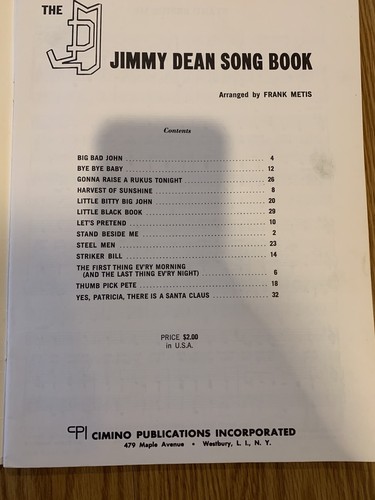 THE
JD
JIMMY DEAN SONG BOOK
Arranged by FRANK METIS
Contents
BIG BAD JOHN 4
BYE BYE BABY 12
GONNA RAISE A RUKUS TONIGHT 26
HARVEST OF SUNSHINE 8
LITTLE BITTY BIG JOHN 20
LITTLE BLACK BOOK 29
LET'S PRETEND 10
STAND BESIDE ME 2
STEEL MEN 23
STRIKER BILL 14
THE FIRST THING EV'RY MORNING
(AND THE LAST THING EV'RY NIGHT) 6
THUMB PICK PETE 18
YES, PATRICIA, THERE IS A SANTA CLAUS 32
PRICE $2.00
in U.S.A.
CPI CIMINO PUBLICATIONS INCORPORATED
479 Maple Avenue • Westbury, L. I., N. Y.